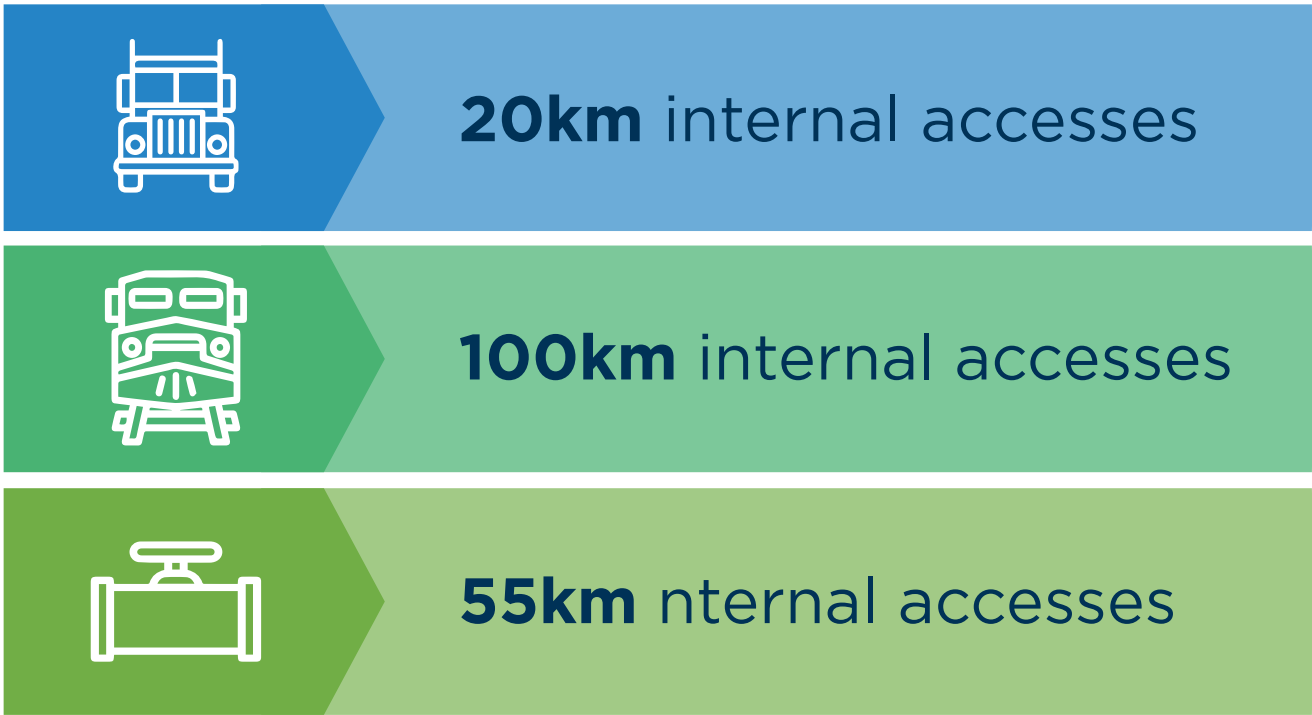 20km internal accesses
100km internal accesses
55km nternal accesses